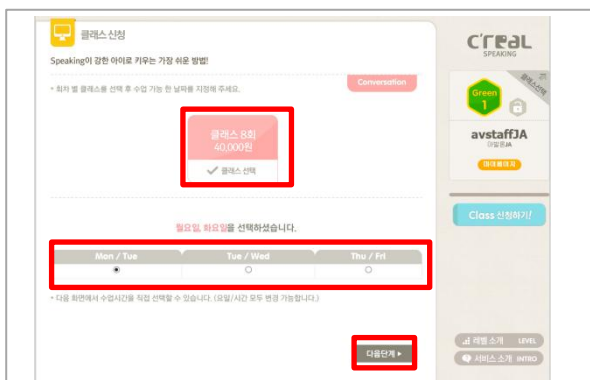 클래스 신청
Speaking이 강한 아이로 키우는 가장 쉬운 방법!
* 회차 별 클래스를 선택 후 수업 가능 한 날짜를 지정해 주세요.
Conversation
클래스 8회
40,000원
클래스 선택
월요일, 화요일을 선택하셨습니다.
Mon / Tue
Tue / Wed
Thu / Fri
* 다음 화면에서 수업시간을 직접 선택할 수 있습니다. (요일/시간 모두 변경 가능합니다.)
다음단계 ▶
C'REAL
SPEAKING
클래스선택
Green
1
avstaffJA
마이페이지
Class 신청하기!
레벨 소개 LEVEL
서비스 소개 INTRO